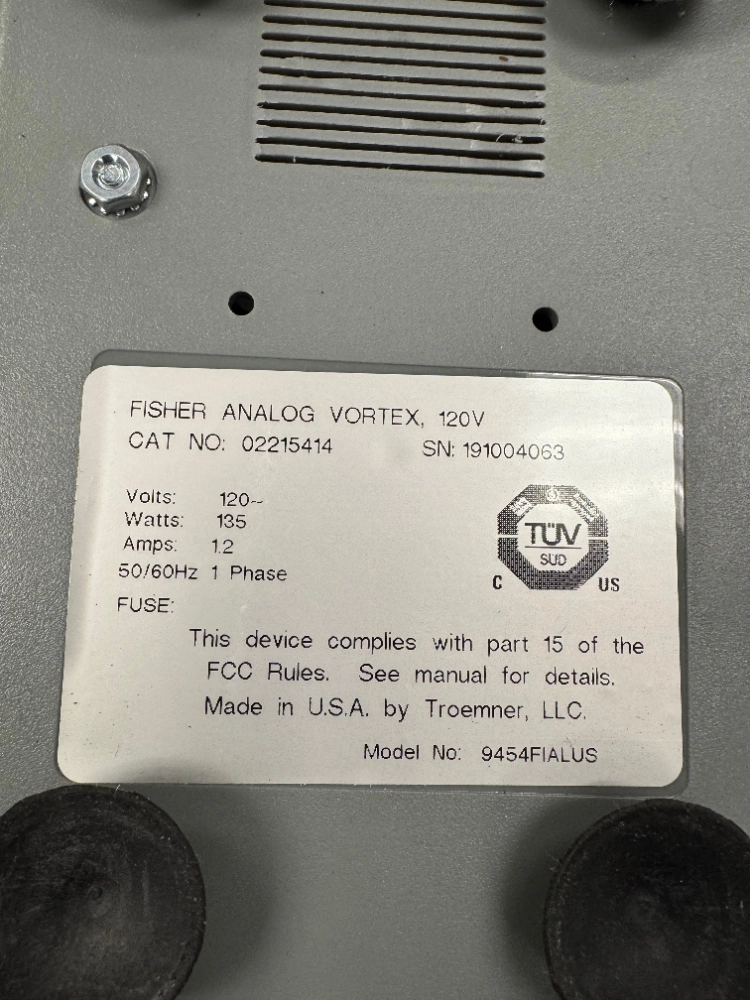 FISHER ANALOG VORTEX, 120V
CAT NO: 02215414 SN: 191004063
Volts: 120~
Watts: 135
Amps: 1.2
50/60Hz 1 Phase
FUSE:
TÜV
SUD
C US
This device complies with part 15 of the
FCC Rules. See manual for details.
Made in U.S.A. by Troemner, LLC.
Model No: 9454FIALUS